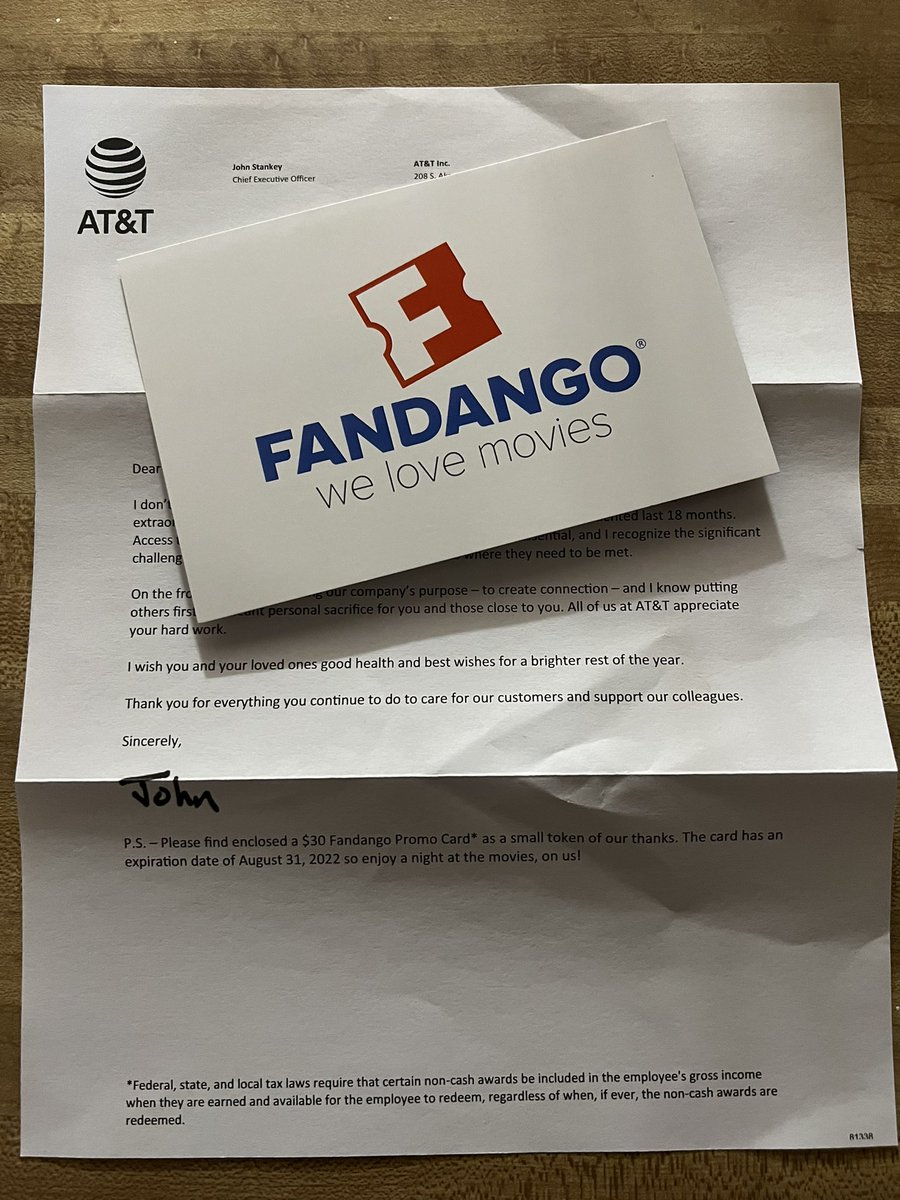 AT&T
John Stankey
Chief Executive Officer
AT&T Inc.
208 S.
F
FANDANGO®
we love movies
Dear
I don't
last 18 months.
Access and I recognize the significant
where they need to be met.
On the our company's purpose – to create connection – and I know putting
others first personal sacrifice for you and those close to you. All of us at AT&T appreciate
your hard work.
I wish you and your loved ones good health and best wishes for a brighter rest of the year.
Thank you for everything you continue to do to care for our customers and support our colleagues.
Sincerely,
John
P.S. – Please find enclosed a $30 Fandango Promo Card* as a small token of our thanks. The card has an
expiration date of August 31, 2022 so enjoy a night at the movies, on us!
*Federal, state, and local tax laws require that certain non-cash awards be included in the employee's gross income
when they are earned and available for the employee to redeem, regardless of when, if ever, the non-cash awards are
redeemed.
8133R